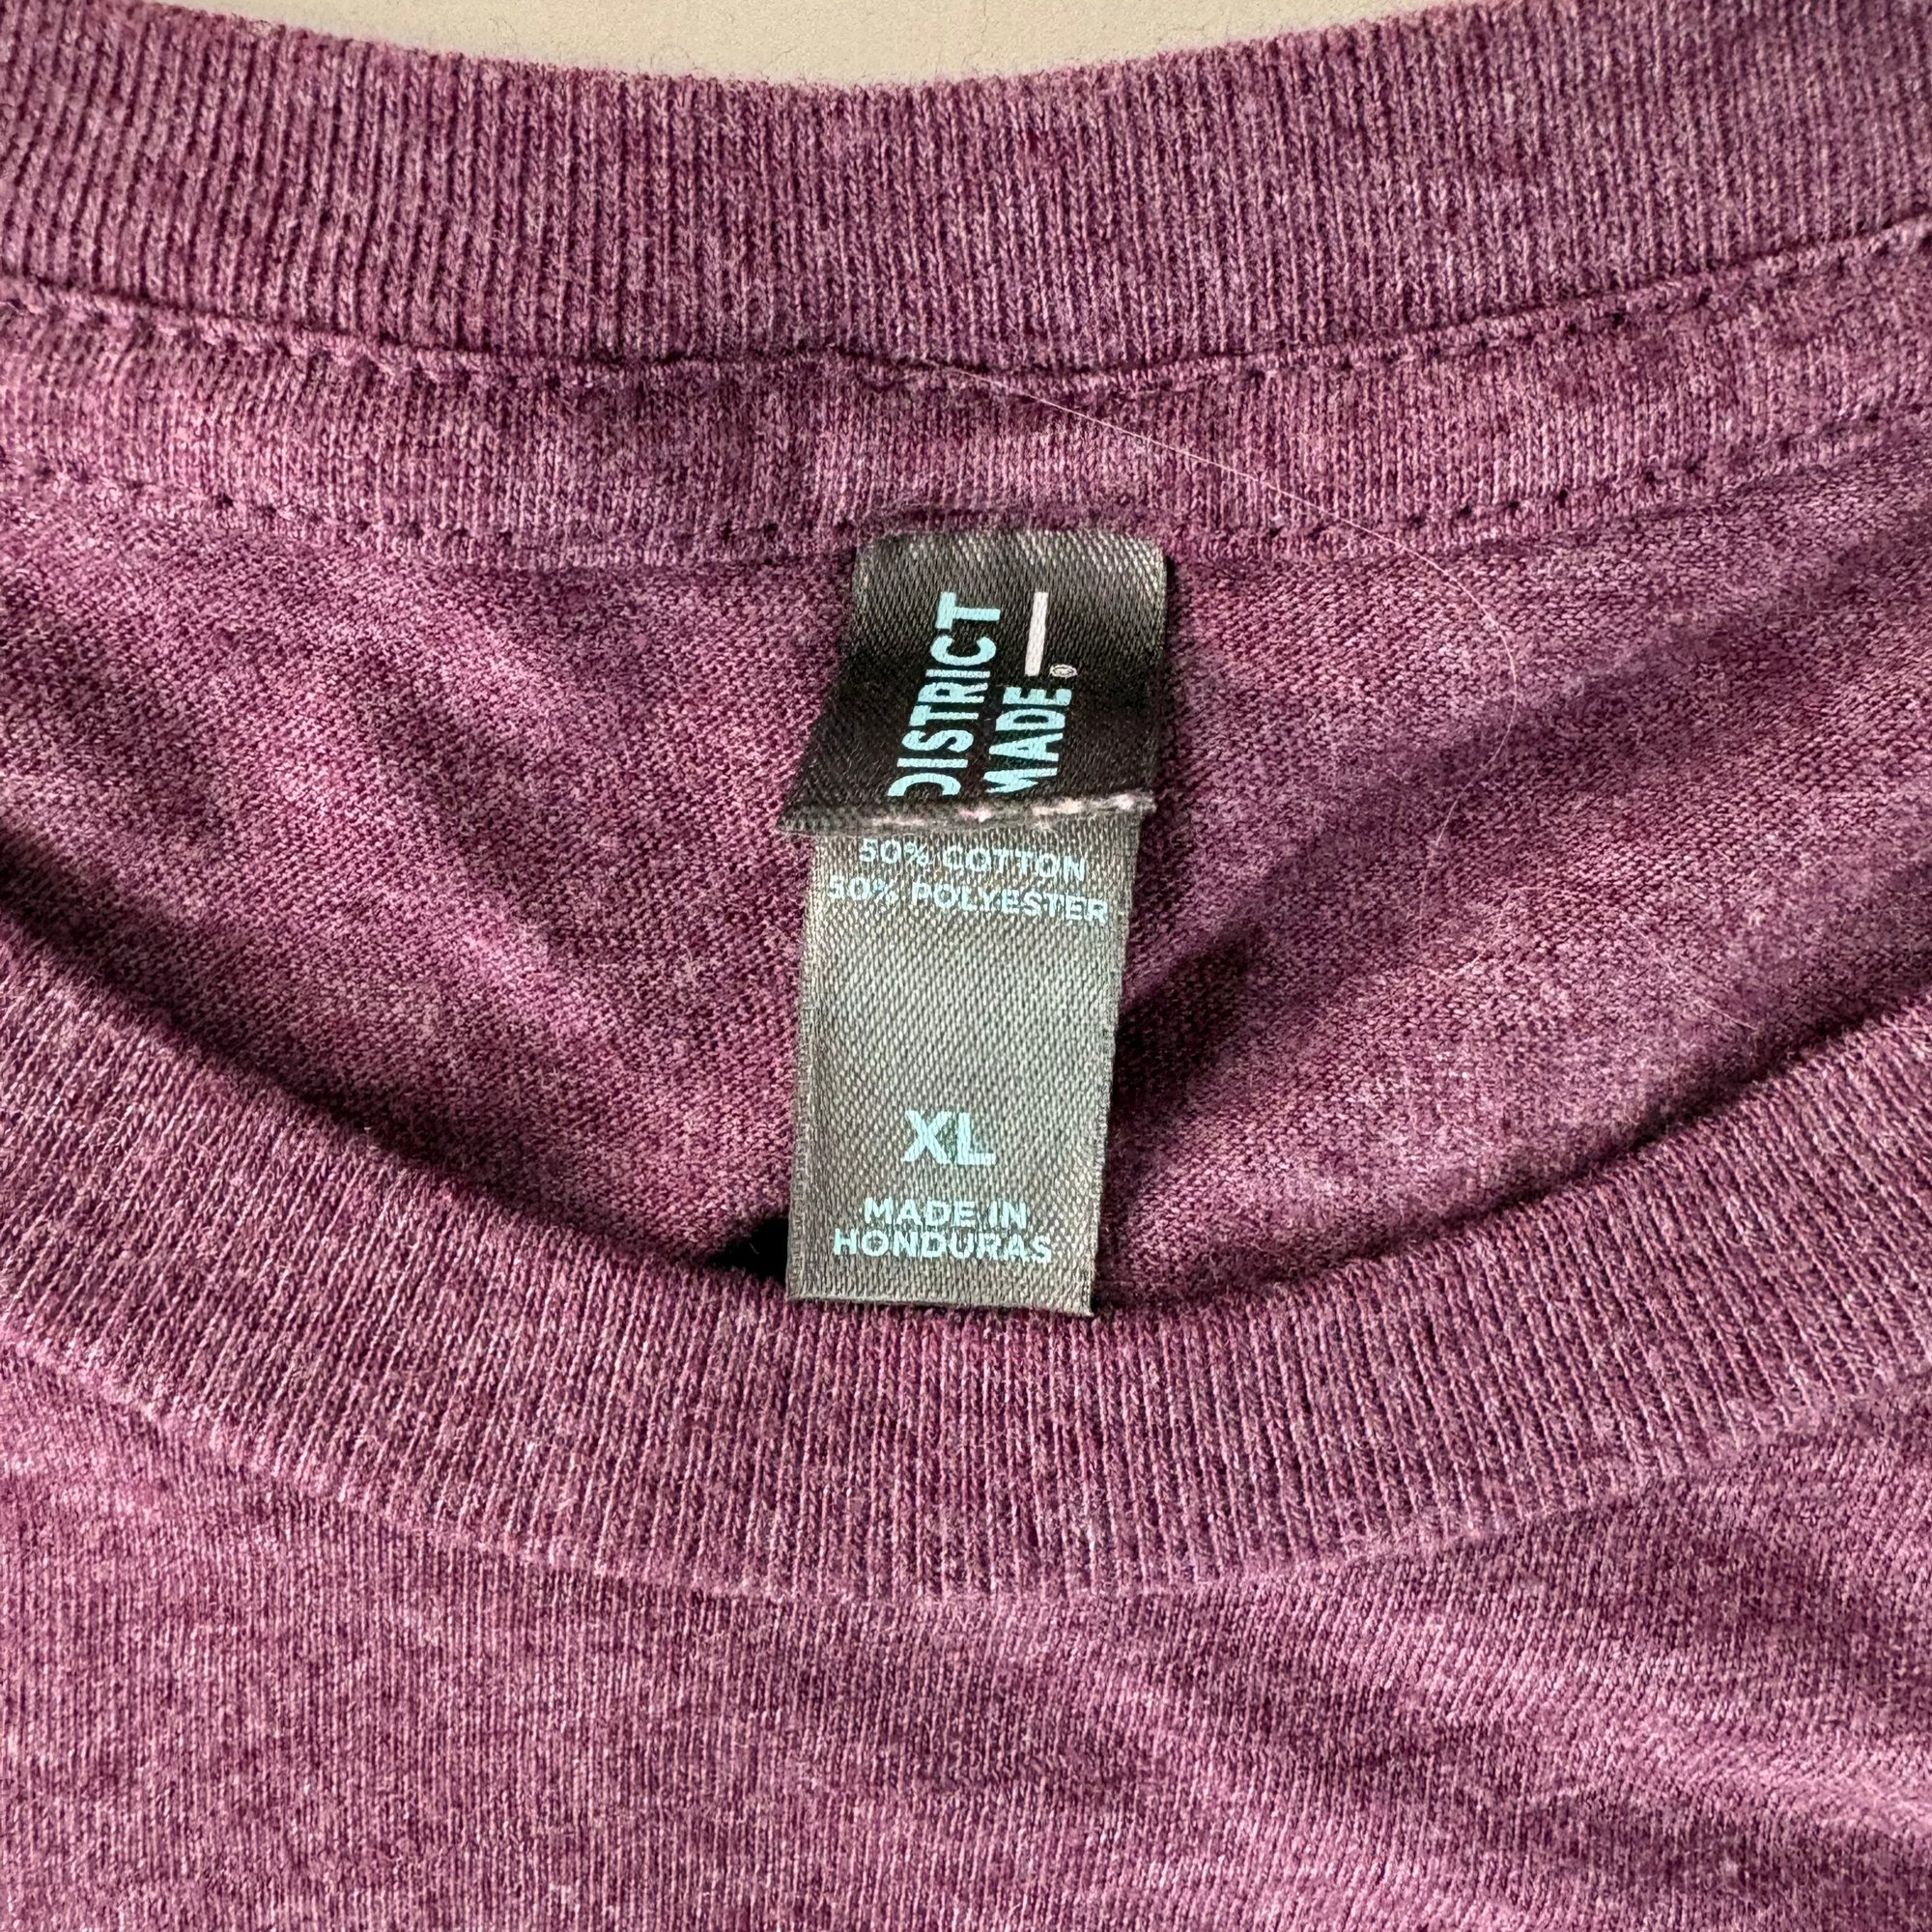 DISTRICT
MADE®
50% COTTON
50% POLYESTER
XL
MADE IN
HONDURAS